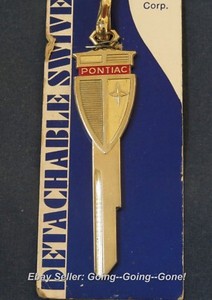 Corp.
ETACHABLE SWIVE
PONTIAC
EBay Seller: Going--Going--Gone!